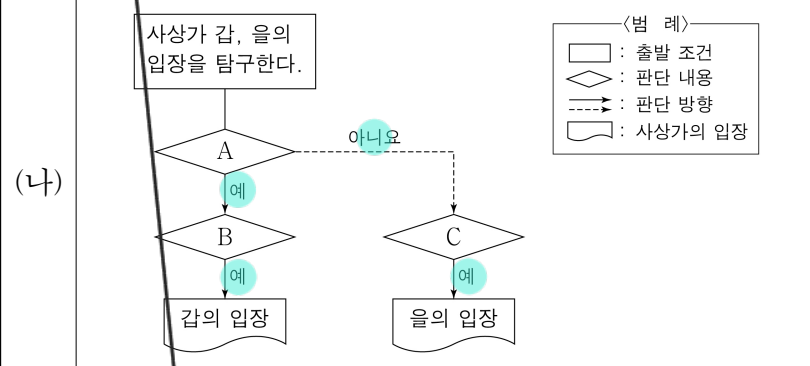 (나)
사상가 갑, 을의
입장을 탐구한다.
A
아니요
예
B
C
예
예
갑의 입장
을의 입장
〈범 례〉
: 출발 조건
: 판단 내용
: 판단 방향
: 사상가의 입장